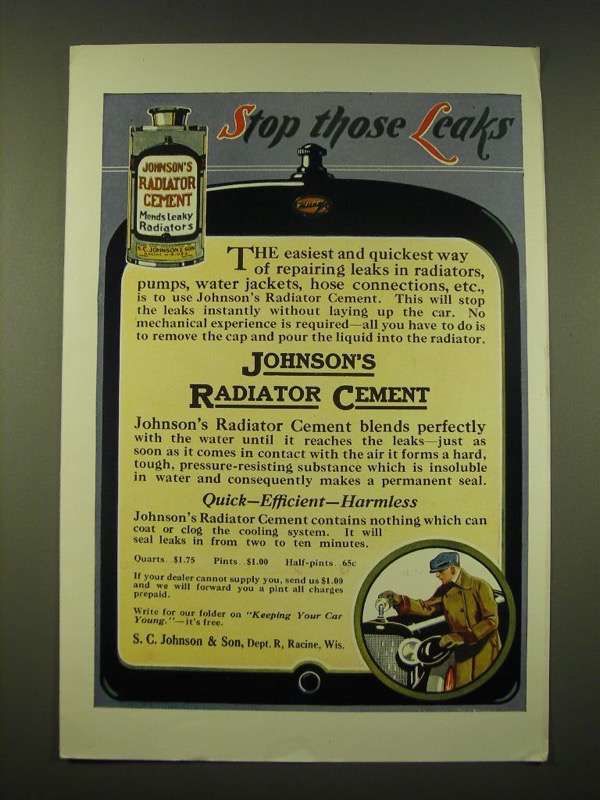 Stop those Leaks
JOHNSON'S
RADIATOR
CEMENT
Mends Leaky
Radiators
S. C. JOHNSON & SON
THE easiest and quickest way
of repairing leaks in radiators,
pumps, water jackets, hose connections, etc.,
is to use Johnson's Radiator Cement. This will stop
the leaks instantly without laying up the car. No
mechanical experience is required—all you have to do is
to remove the cap and pour the liquid into the radiator.
JOHNSON'S
RADIATOR CEMENT
Johnson's Radiator Cement blends perfectly
with the water until it reaches the leaks—just as
soon as it comes in contact with the air it forms a hard,
tough, pressure-resisting substance which is insoluble
in water and consequently makes a permanent seal.
Quick—Efficient—Harmless
Johnson's Radiator Cement contains nothing which can
coat or clog the cooling system. It will
seal leaks in from two to ten minutes.
Quarts $1.75 Pints $1.00 Half-pints 65c
If your dealer cannot supply you, send us $1.00
and we will forward you a pint all charges
prepaid.
Write for our folder on "Keeping Your Car
Young."—it's free.
S. C. Johnson & Son, Dept. R, Racine, Wis.